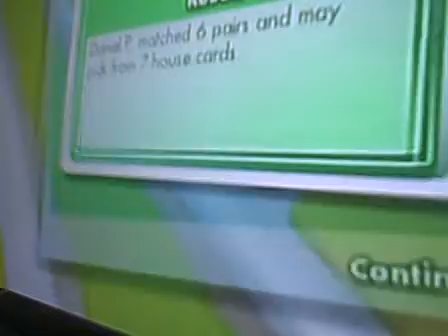 Daniel P. matched 6 pairs and may
pick from 7 house cards
Contin